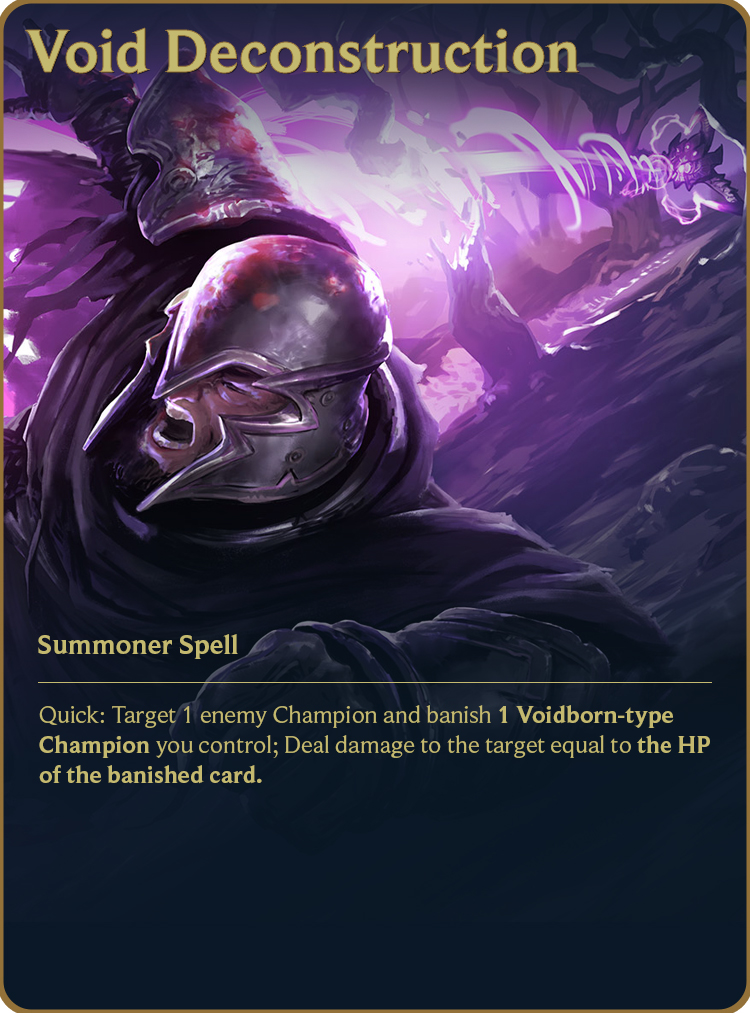 Void Deconstruction
Summoner Spell
Quick: Target 1 enemy Champion and banish 1 Voidborn-type
Champion you control; Deal damage to the target equal to the HP
of the banished card.